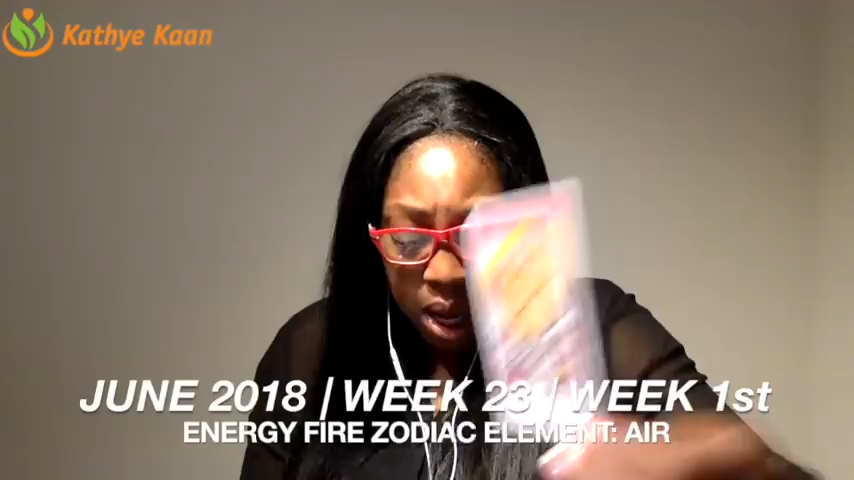 Kathye Kaan
JUNE 2018 | WEEK 23 | WEEK 1st
ENERGY FIRE ZODIAC ELEMENT: AIR